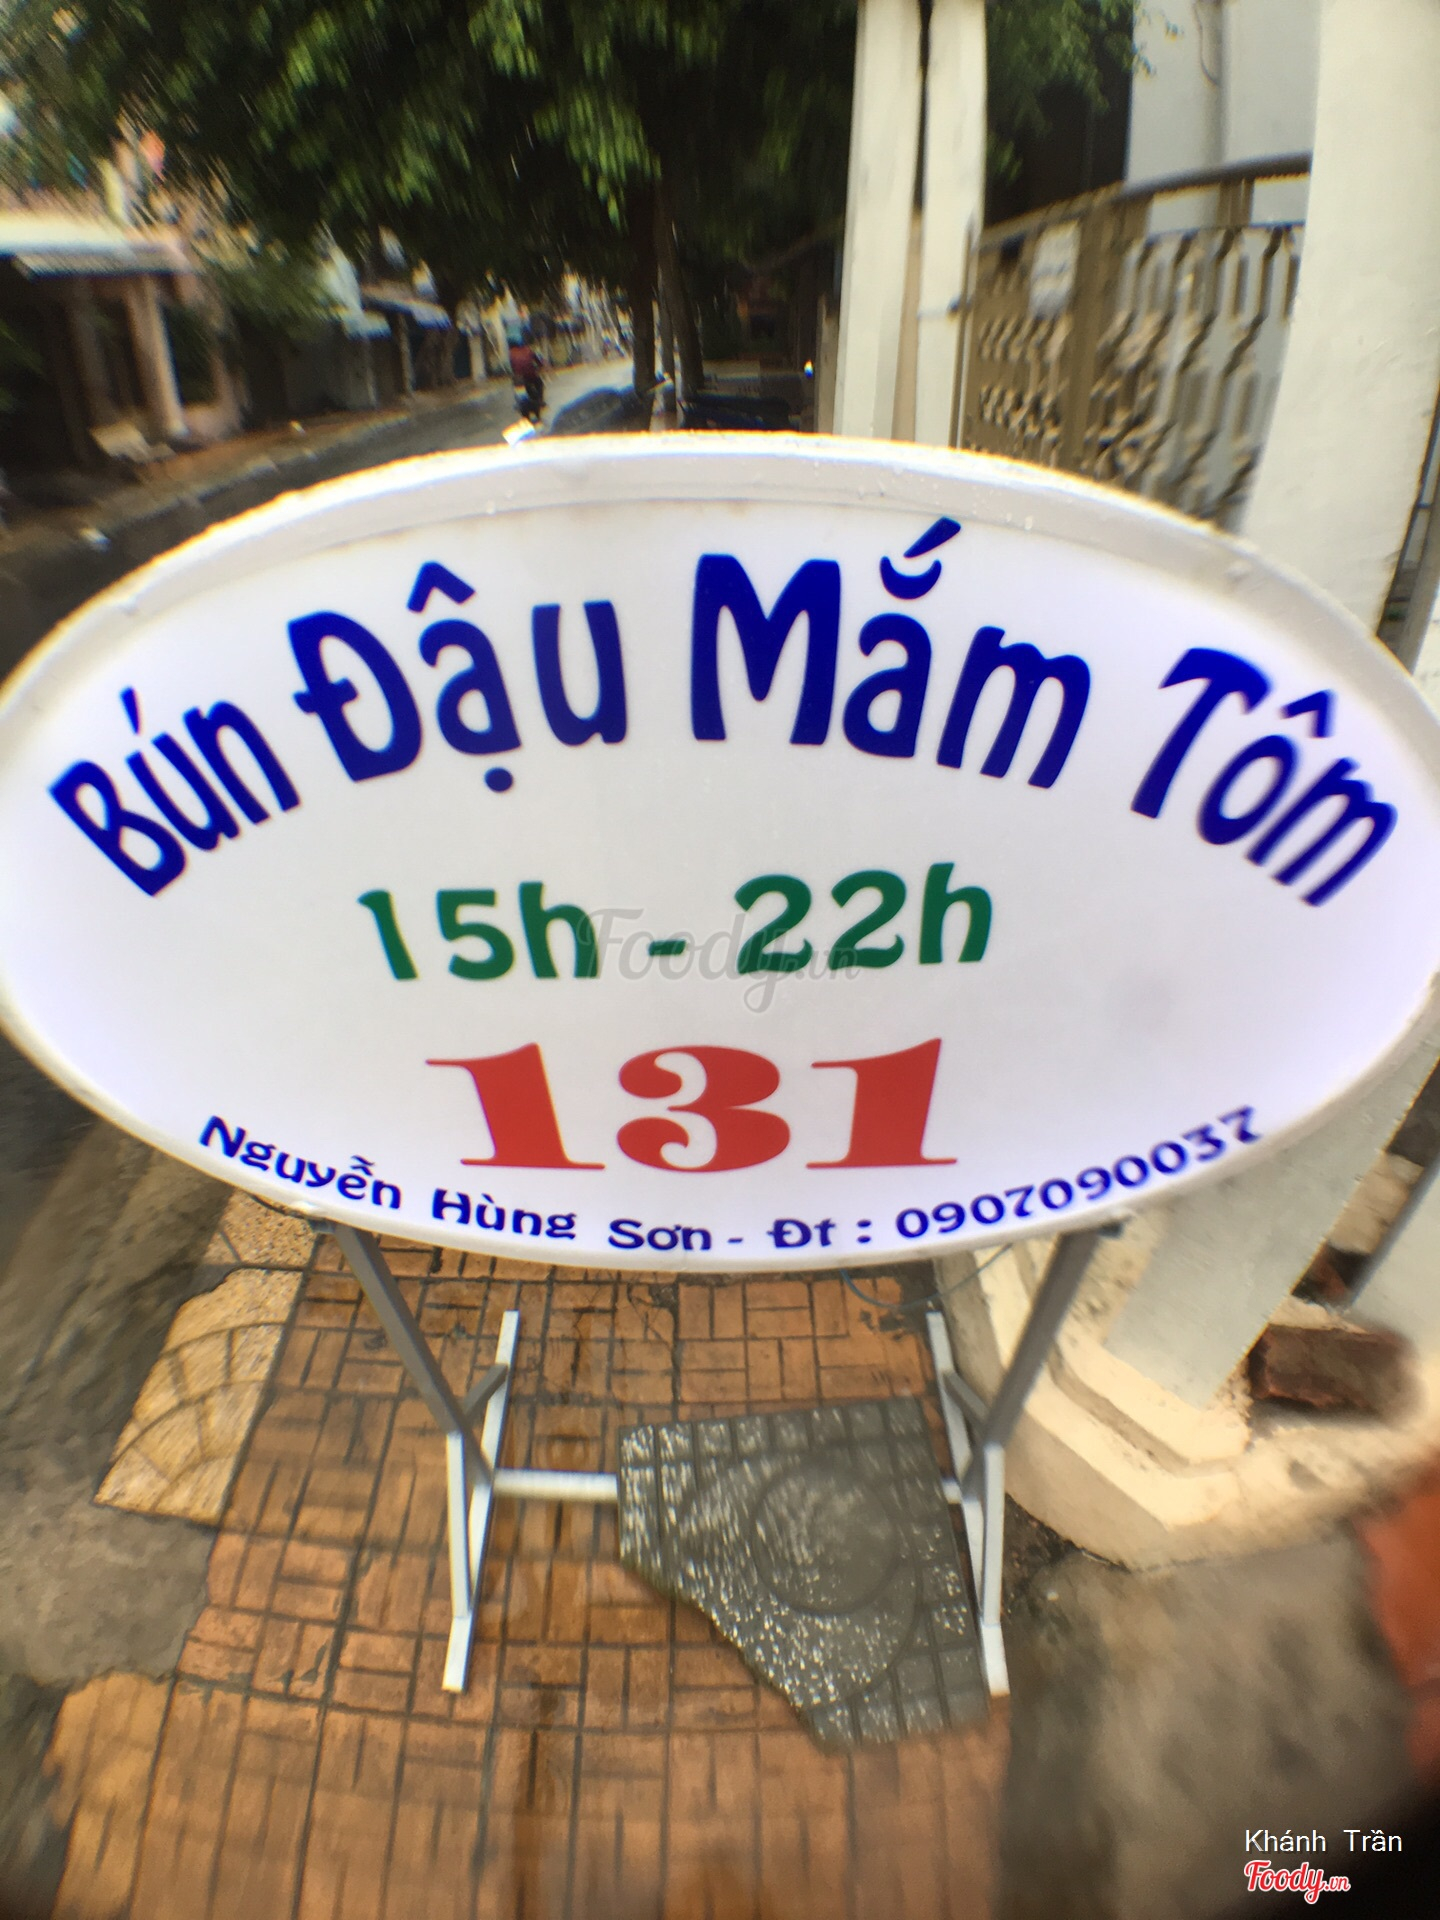 Bún Đậu Mắm Tôm
15h - 22h
Foody.vn
131
Nguyễn Hùng Sơn - Đt : 0907090037
Khánh Trần
Foody.vn